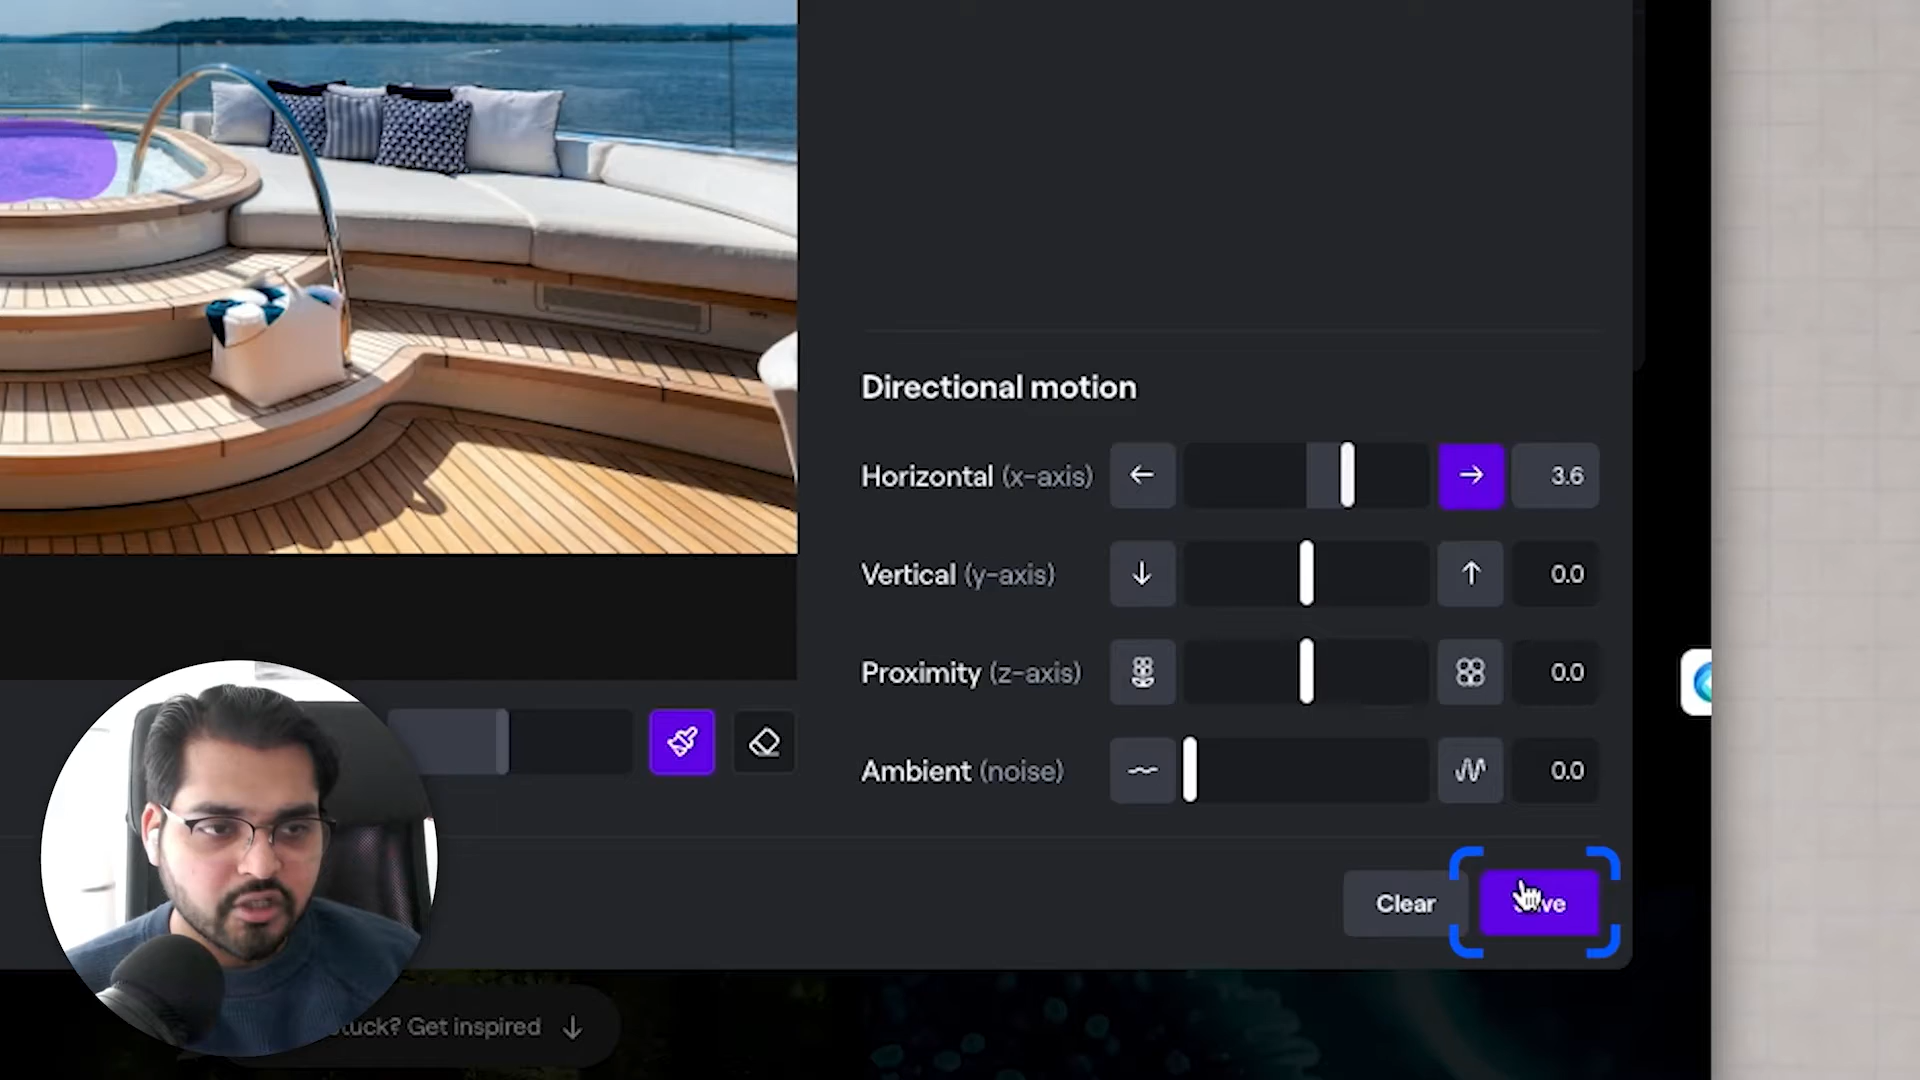 Directional motion
Horizontal (x-axis) 3.6
Vertical (y-axis) 0.0
Proximity (z-axis) 0.0
Ambient (noise) 0.0
Clear
Get inspired